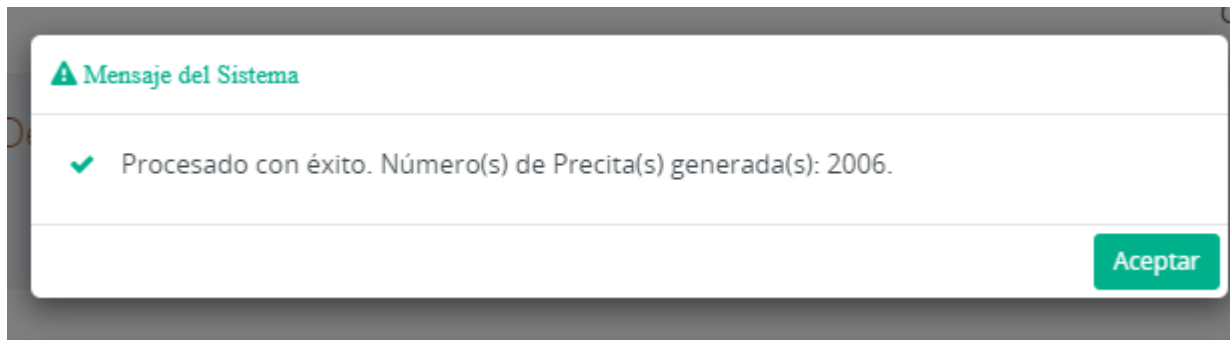 Mensaje del Sistema
Procesado con éxito. Número(s) de Precita(s) generada(s): 2006.
Aceptar